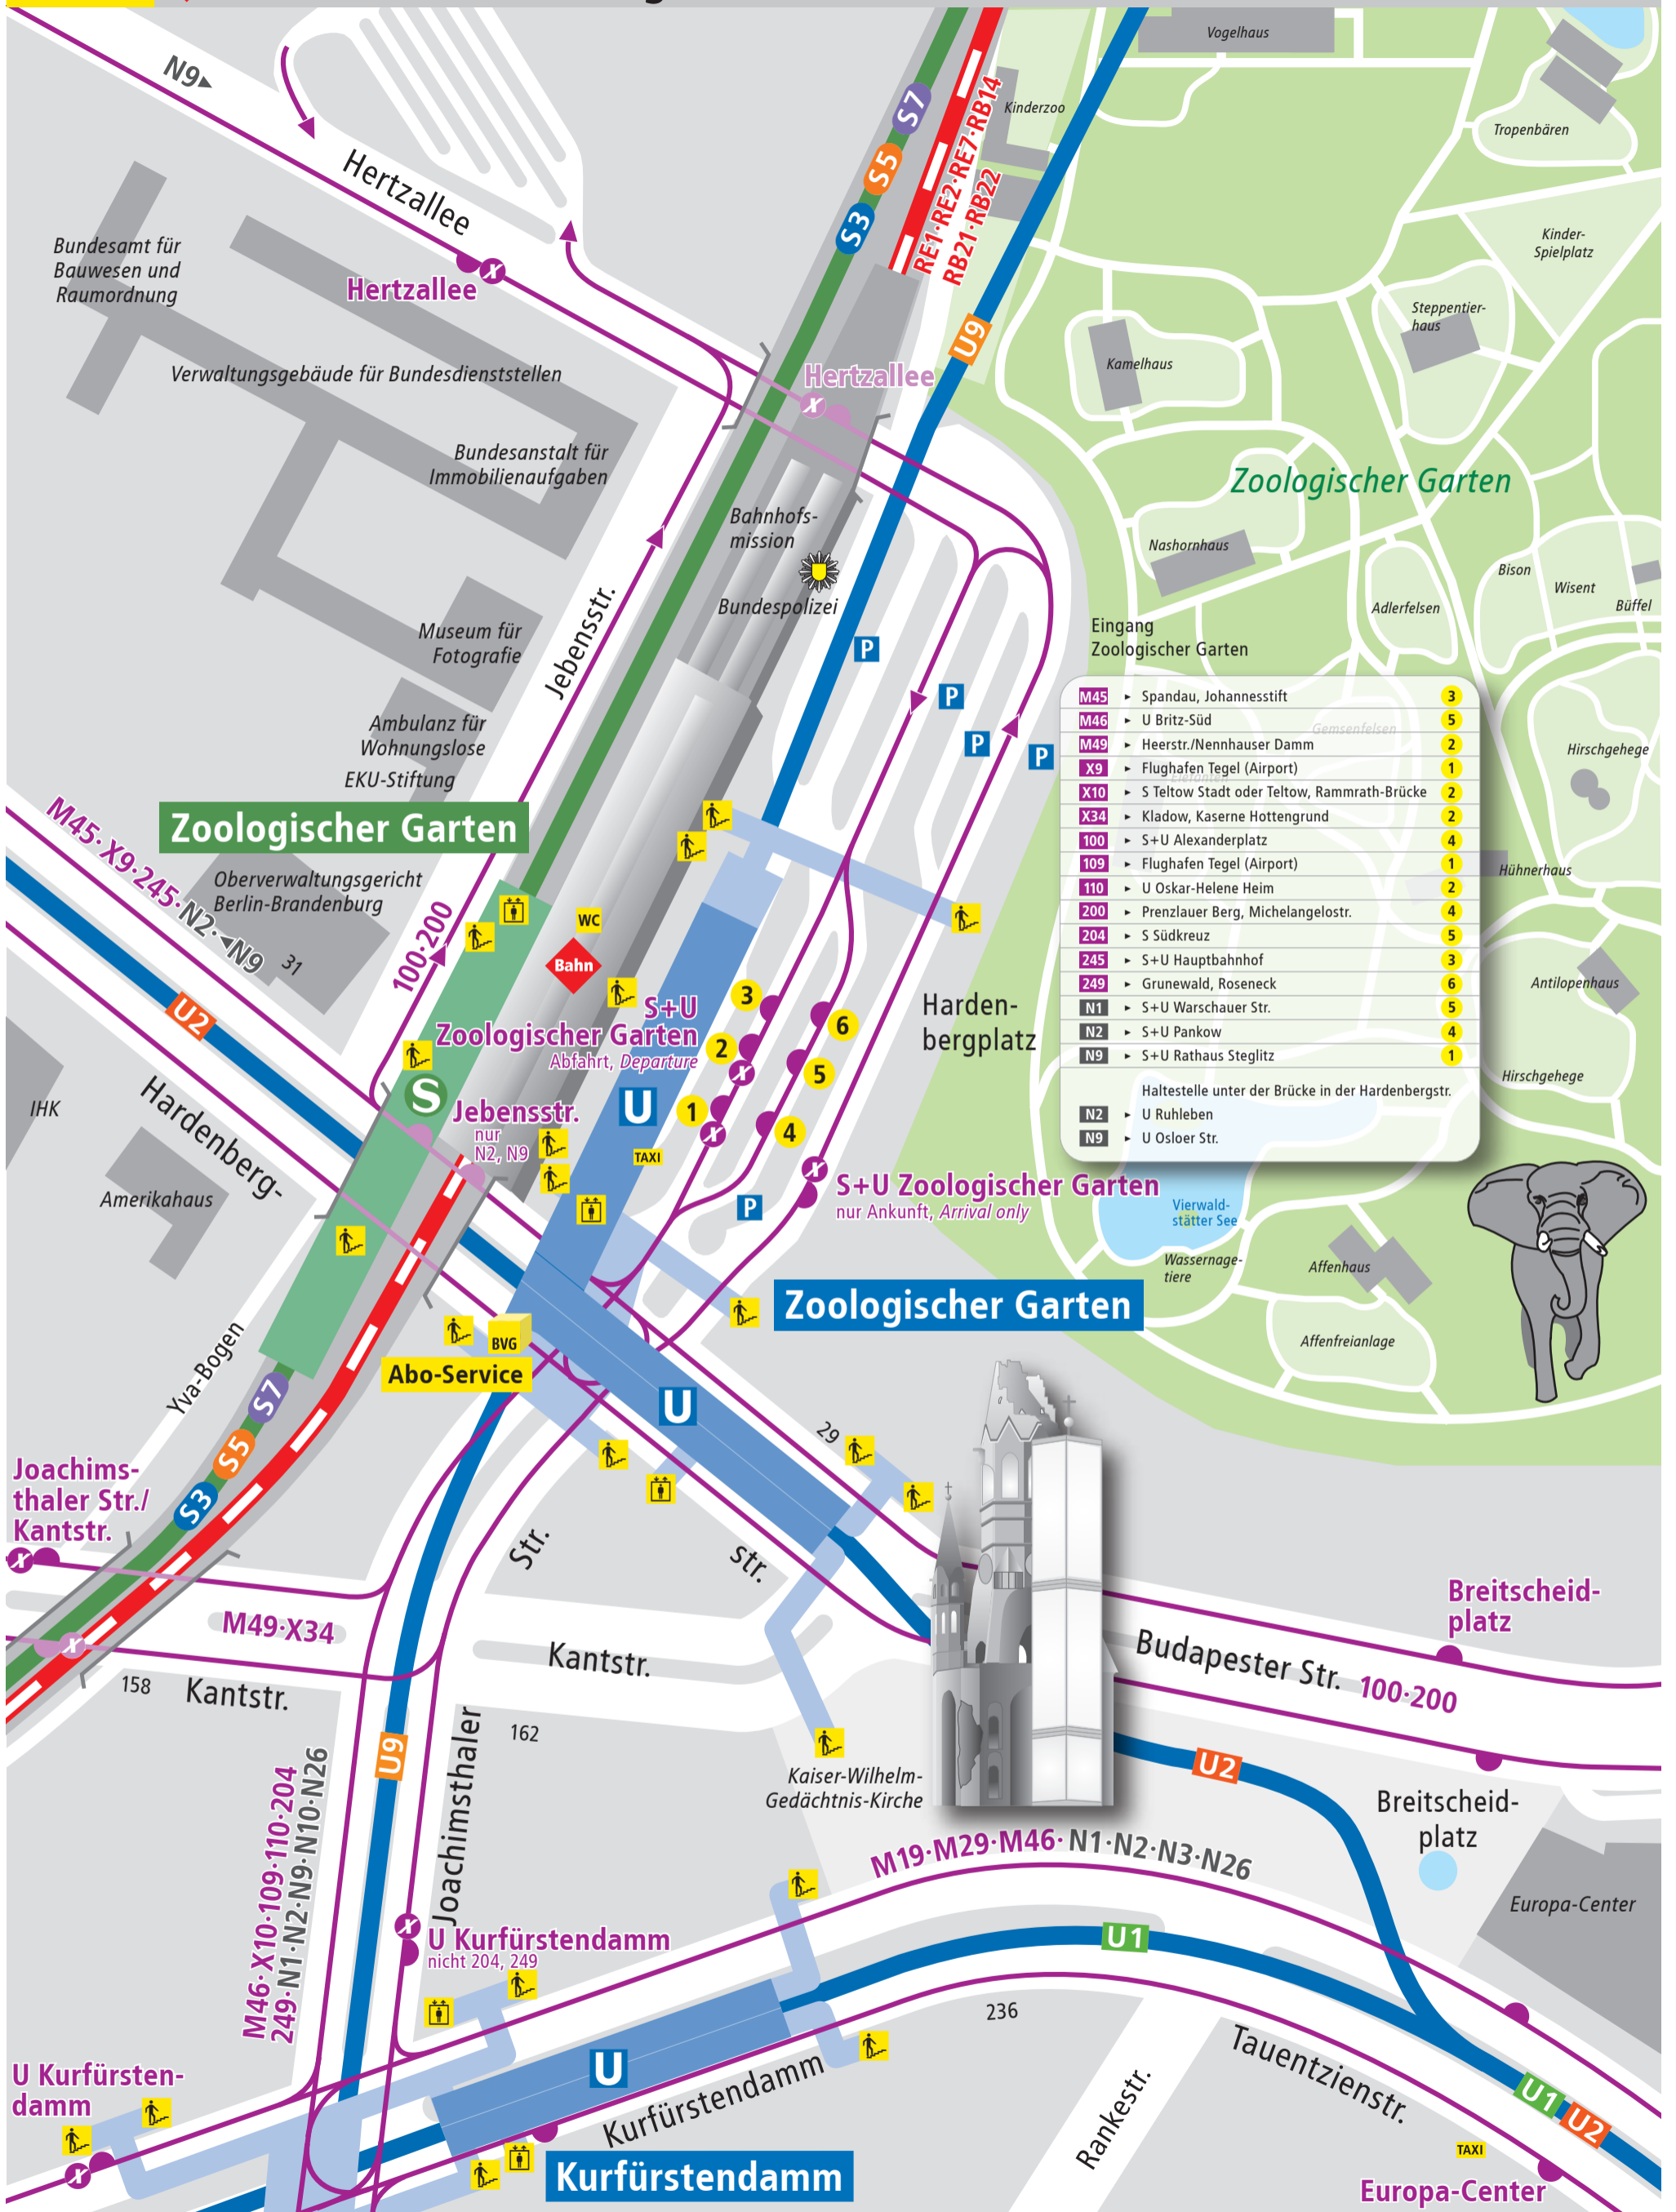 N9
Hertzallee
Hertzallee
Bundesamt für
Bauwesen und
Raumordnung
Verwaltungsgebäude für Bundesdienststellen
Bundesanstalt für
Immobilienaufgaben
Museum für
Fotografie
Ambulanz für
Wohnungslose
EKU-Stiftung
Jebensstr.
S7
S5
S3
RE1·RE2·RE7·RB14
RB21·RB22
U9
Hertzallee
Bahnhofs-
mission
Bundespolizei
Kinderzoo
Vogelhaus
Tropenbären
Kinder-
Spielplatz
Steppentier-
haus
Kamelhaus
Zoologischer Garten
Nashornhaus
Adlerfelsen
Bison
Wisent
Büffel
Hirschgehege
Hühnerhaus
Antilopenhaus
Hirschgehege
Eingang
Zoologischer Garten
Gemsenfelsen
Elefanten
M45 ► Spandau, Johannesstift 3
M46 ► U Britz-Süd 5
M49 ► Heerstr./Nennhauser Damm 2
X9 ► Flughafen Tegel (Airport) 1
X10 ► S Teltow Stadt oder Teltow, Rammrath-Brücke 2
X34 ► Kladow, Kaserne Hottengrund 2
100 ► S+U Alexanderplatz 4
109 ► Flughafen Tegel (Airport) 1
110 ► U Oskar-Helene Heim 2
200 ► Prenzlauer Berg, Michelangelostr. 4
204 ► S Südkreuz 5
245 ► S+U Hauptbahnhof 3
249 ► Grunewald, Roseneck 6
N1 ► S+U Warschauer Str. 5
N2 ► S+U Pankow 4
N9 ► S+U Rathaus Steglitz 1
Haltestelle unter der Brücke in der Hardenbergstr.
N2 ► U Ruhleben
N9 ► U Osloer Str.
P
P
P
P
Zoologischer Garten
M45·X9·245·N2·◄N9
Oberverwaltungsgericht
Berlin-Brandenburg
31
100·200
U2
WC
Bahn
S+U
Zoologischer Garten
Abfahrt, Departure
3
2
1
6
5
4
X
X
Harden-
bergplatz
U
TAXI
S
Jebensstr.
nur
N2, N9
IHK
Hardenberg-
Amerikahaus
P
X
S+U Zoologischer Garten
nur Ankunft, Arrival only
Vierwald-
stätter See
Wassernage-
tiere
Affenhaus
Affenfreianlage
Zoologischer Garten
BVG
Abo-Service
Yva-Bogen
S7
S5
S3
U
29
Joachims-
thaler Str./
Kantstr.
X
X
Str.
str.
M49·X34
Kantstr.
158
Kantstr.
162
U9
Joachimsthaler
M46·X10·109·110·204
249·N1·N2·N9·N10·N26
Kaiser-Wilhelm-
Gedächtnis-Kirche
Breitscheid-
platz
Budapester Str.
100·200
U2
Breitscheid-
platz
Europa-Center
M19·M29·M46·N1·N2·N3·N26
X
U Kurfürstendamm
nicht 204, 249
U1
236
U
Kurfürstendamm
Tauentzienstr.
Rankestr.
U1
U2
TAXI
Europa-Center
U Kurfürsten-
damm
X
Kurfürstendamm